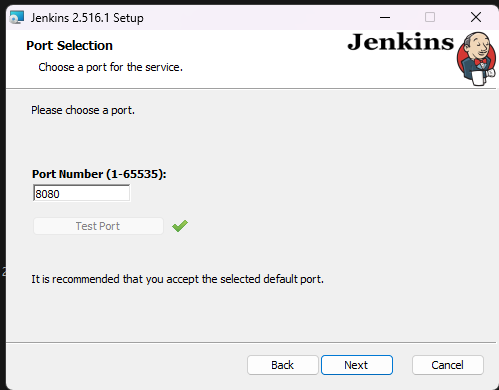 Jenkins 2.516.1 Setup
Port Selection
Choose a port for the service.
Jenkins
Please choose a port.
Port Number (1-65535):
8080
Test Port
It is recommended that you accept the selected default port.
Back
Next
Cancel